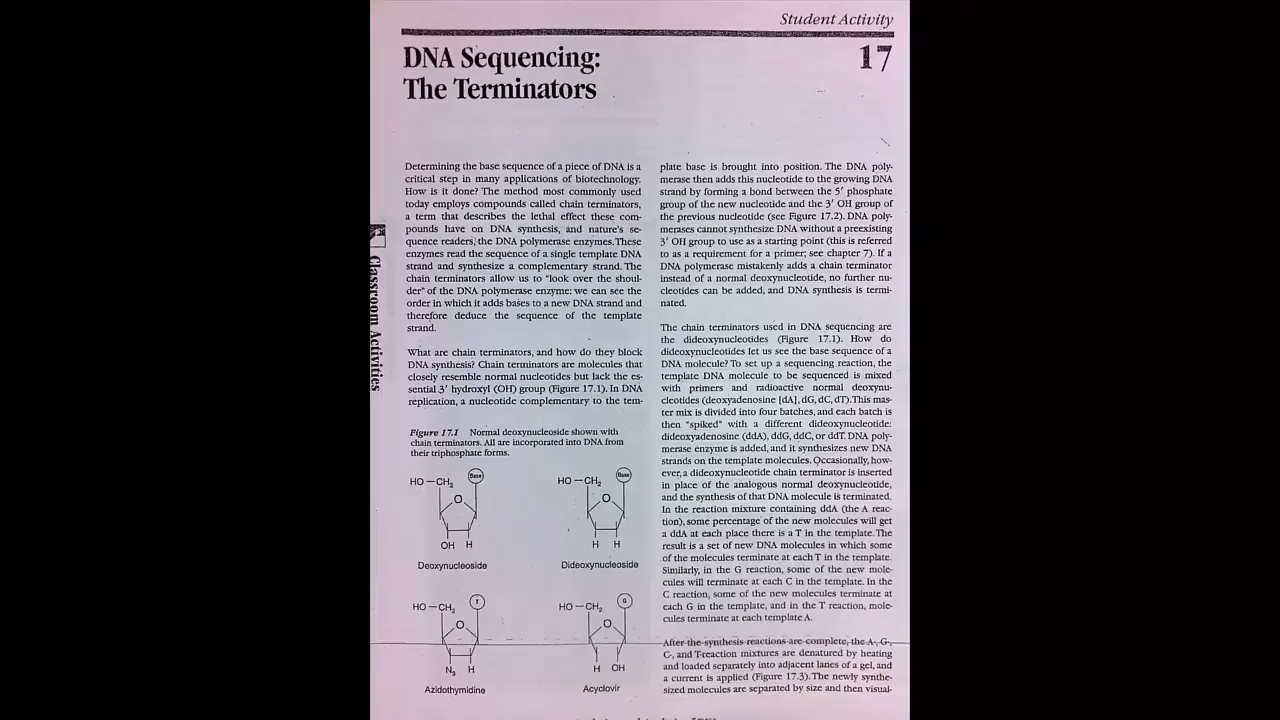 Student Activity
DNA Sequencing:
The Terminators
17
Determining the base sequence of a piece of DNA is a
critical step in many applications of biotechnology.
How is it done? The method most commonly used
today employs compounds called chain terminators,
a term that describes the lethal effect these com-
pounds have on DNA synthesis, and nature's se-
quence readers, the DNA polymerase enzymes. These
enzymes read the sequence of a single template DNA
strand and synthesize a complementary strand. The
chain terminators allow us to "look over the shoul-
der" of the DNA polymerase enzyme: we can see the
order in which it adds bases to a new DNA strand and
therefore deduce the sequence of the template
strand.
What are chain terminators, and how do they block
DNA synthesis? Chain terminators are molecules that
closely resemble normal nucleotides but lack the es-
sential 3' hydroxyl (OH) group (Figure 17.1). In DNA
replication, a nucleotide complementary to the tem-
Figure 17.1 Normal deoxynucleoside shown with
chain terminators. All are incorporated into DNA from
their triphosphate forms.
HO—CH2 Base
O
OH H
Deoxynucleoside
HO—CH2 Base
O
H H
Dideoxynucleoside
HO—CH2 T
O
N3 H
Azidothymidine
HO—CH2 G
O
H OH
Acyclovir
plate base is brought into position. The DNA poly-
merase then adds this nucleotide to the growing DNA
strand by forming a bond between the 5' phosphate
group of the new nucleotide and the 3' OH group of
the previous nucleotide (see Figure 17.2). DNA poly-
merases cannot synthesize DNA without a preexisting
3' OH group to use as a starting point (this is referred
to as a requirement for a primer; see chapter 7). If a
DNA polymerase mistakenly adds a chain terminator
instead of a normal deoxynucleotide, no further nu-
cleotides can be added, and DNA synthesis is termi-
nated.
The chain terminators used in DNA sequencing are
the dideoxynucleotides (Figure 17.1). How do
dideoxynucleotides let us see the base sequence of a
DNA molecule? To set up a sequencing reaction, the
template DNA molecule to be sequenced is mixed
with primers and radioactive normal deoxynu-
cleotides (deoxyadenosine [dA], dG, dC, dT). This mas-
ter mix is divided into four batches, and each batch is
then "spiked" with a different dideoxynucleotide:
dideoxyadenosine (ddA), ddG, ddC, or ddT. DNA poly-
merase enzyme is added, and it synthesizes new DNA
strands on the template molecules. Occasionally, how-
ever, a dideoxynucleotide chain terminator is inserted
in place of the analogous normal deoxynucleotide,
and the synthesis of that DNA molecule is terminated.
In the reaction mixture containing ddA (the A reac-
tion), some percentage of the new molecules will get
a ddA at each place there is a T in the template. The
result is a set of new DNA molecules in which some
of the molecules terminate at each T in the template.
Similarly, in the G reaction, some of the new mole-
cules will terminate at each C in the template. In the
C reaction, some of the new molecules terminate at
each G in the template, and in the T reaction, mole-
cules terminate at each template A.
After the synthesis reactions are complete, the A-, G-,
C-, and T-reaction mixtures are denatured by heating
and loaded separately into adjacent lanes of a gel, and
a current is applied (Figure 17.3). The newly synthe-
sized molecules are separated by size and then visual-
Classroom Activities